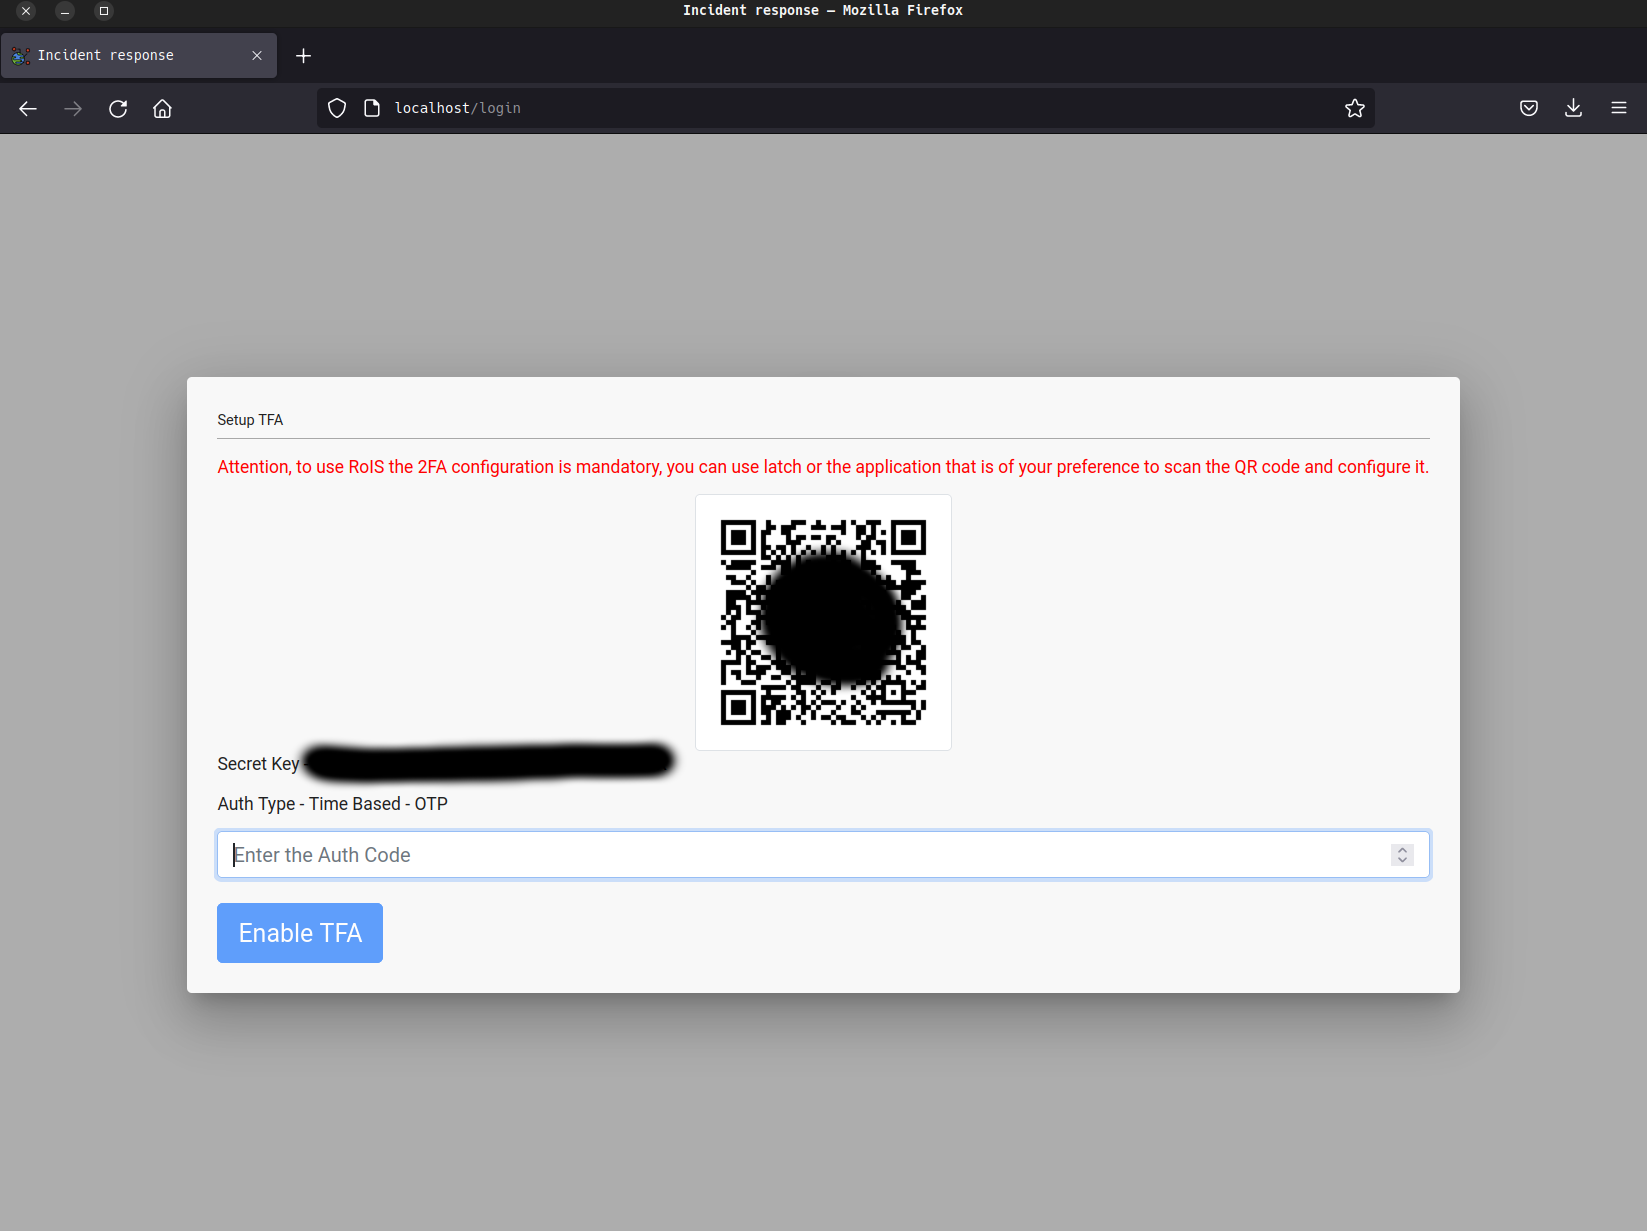 Incident response — Mozilla Firefox
Incident response
localhost/login
Setup TFA
Attention, to use RoIS the 2FA configuration is mandatory, you can use latch or the application that is of your preference to scan the QR code and configure it.
Secret Key -
Auth Type - Time Based - OTP
Enter the Auth Code
Enable TFA